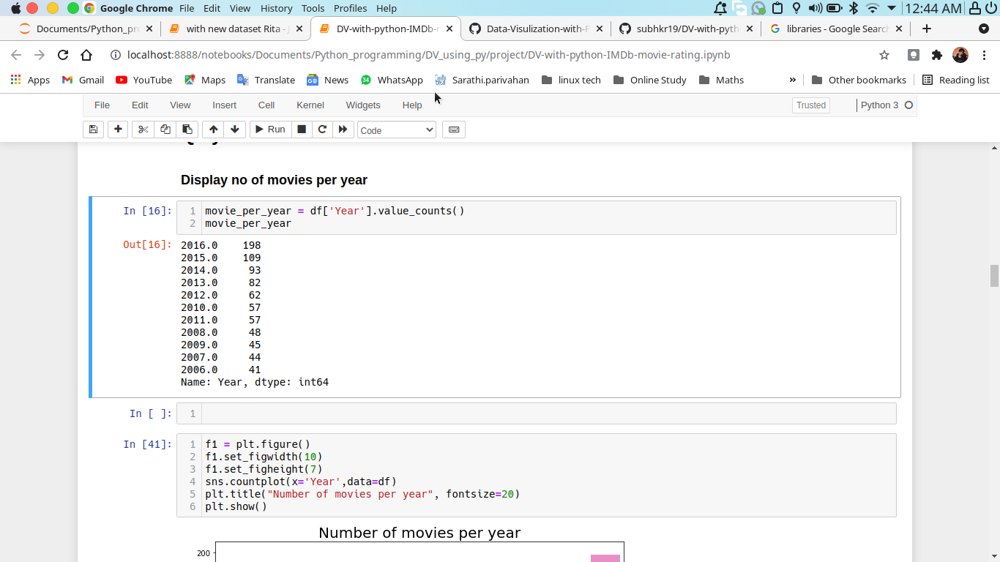 Google Chrome File Edit View History Tools Profiles Help 12:44 AM
Documents/Python_pro with new dataset Rita - J DV-with-python-IMDb-r Data-Visulization-with-P subhkr19/DV-with-pyth libraries - Google Search
localhost:8888/notebooks/Documents/Python_programming/DV_using_py/project/DV-with-python-IMDb-movie-rating.ipynb
Apps Gmail YouTube Maps Translate News 34 WhatsApp Sarathi.parivahan linux tech Online Study Maths » Other bookmarks Reading list
File Edit View Insert Cell Kernel Widgets Help Trusted Python 3
Run Code
Display no of movies per year
In [16]: 1 movie_per_year = df['Year'].value_counts()
2 movie_per_year
Out[16]: 2016.0 198
2015.0 109
2014.0 93
2013.0 82
2012.0 62
2010.0 57
2011.0 57
2008.0 48
2009.0 45
2007.0 44
2006.0 41
Name: Year, dtype: int64
In [ ]: 1
In [41]: 1 f1 = plt.figure()
2 f1.set_figwidth(10)
3 f1.set_figheight(7)
4 sns.countplot(x='Year',data=df)
5 plt.title("Number of movies per year", fontsize=20)
6 plt.show()
Number of movies per year
200